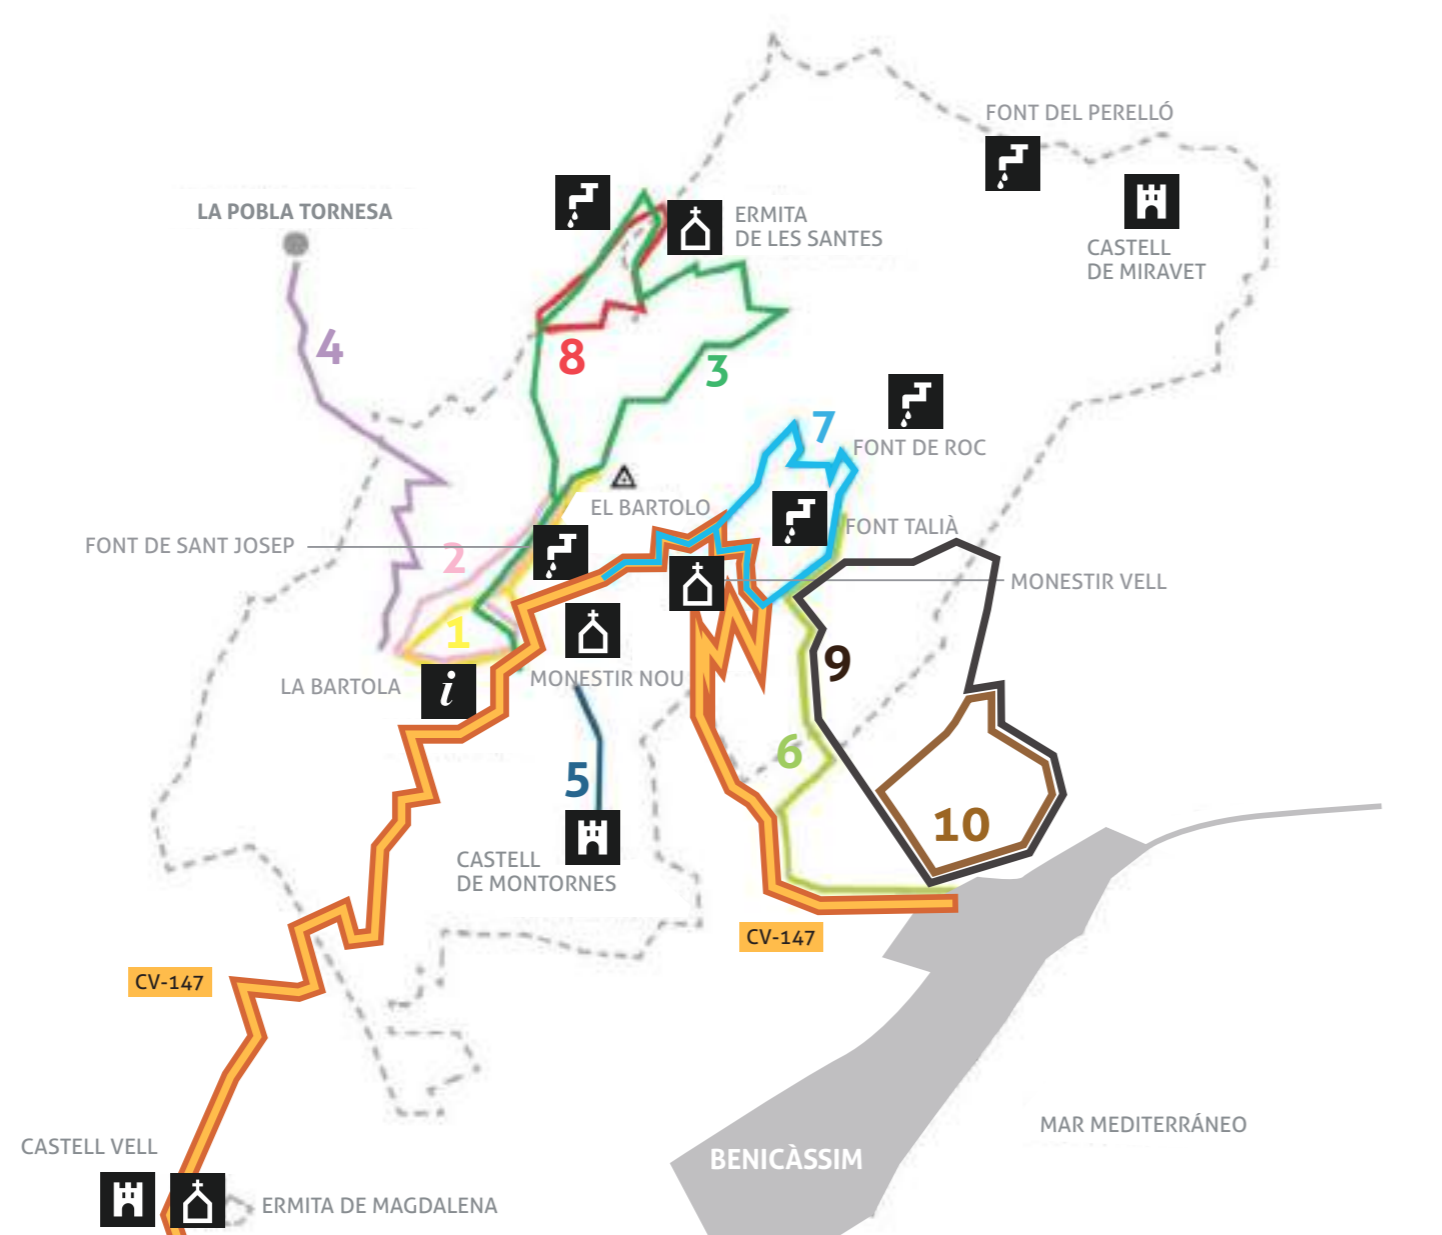 FONT DEL PERELLÓ
LA POBLA TORNESA
ERMITA
DE LES SANTES
CASTELL
DE MIRAVET
4
8
3
7
FONT DE ROC
EL BARTOLO
FONT TALIÀ
FONT DE SANT JOSEP
2
MONESTIR VELL
1
9
LA BARTOLA
i
MONESTIR NOU
6
5
10
CASTELL
DE MONTORNES
CV-147
CV-147
MAR MEDITERRÁNEO
CASTELL VELL
BENICÀSSIM
ERMITA DE MAGDALENA